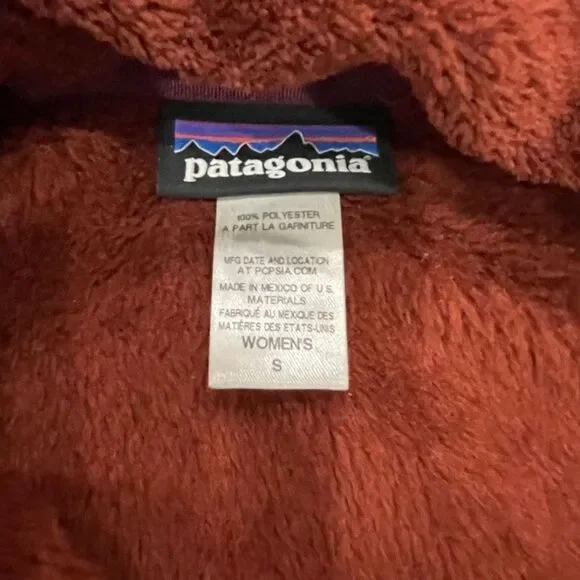 patagonia
100% POLYESTER
A PART LA GARNITURE
MFG DATE AND LOCATION
AT PCPSIA.COM
MADE IN MEXICO OF U.S.
MATERIALS
FABRIQUÉ AU MEXIQUE DES
MATIÈRES DES ÉTATS-UNIS
WOMEN'S
S